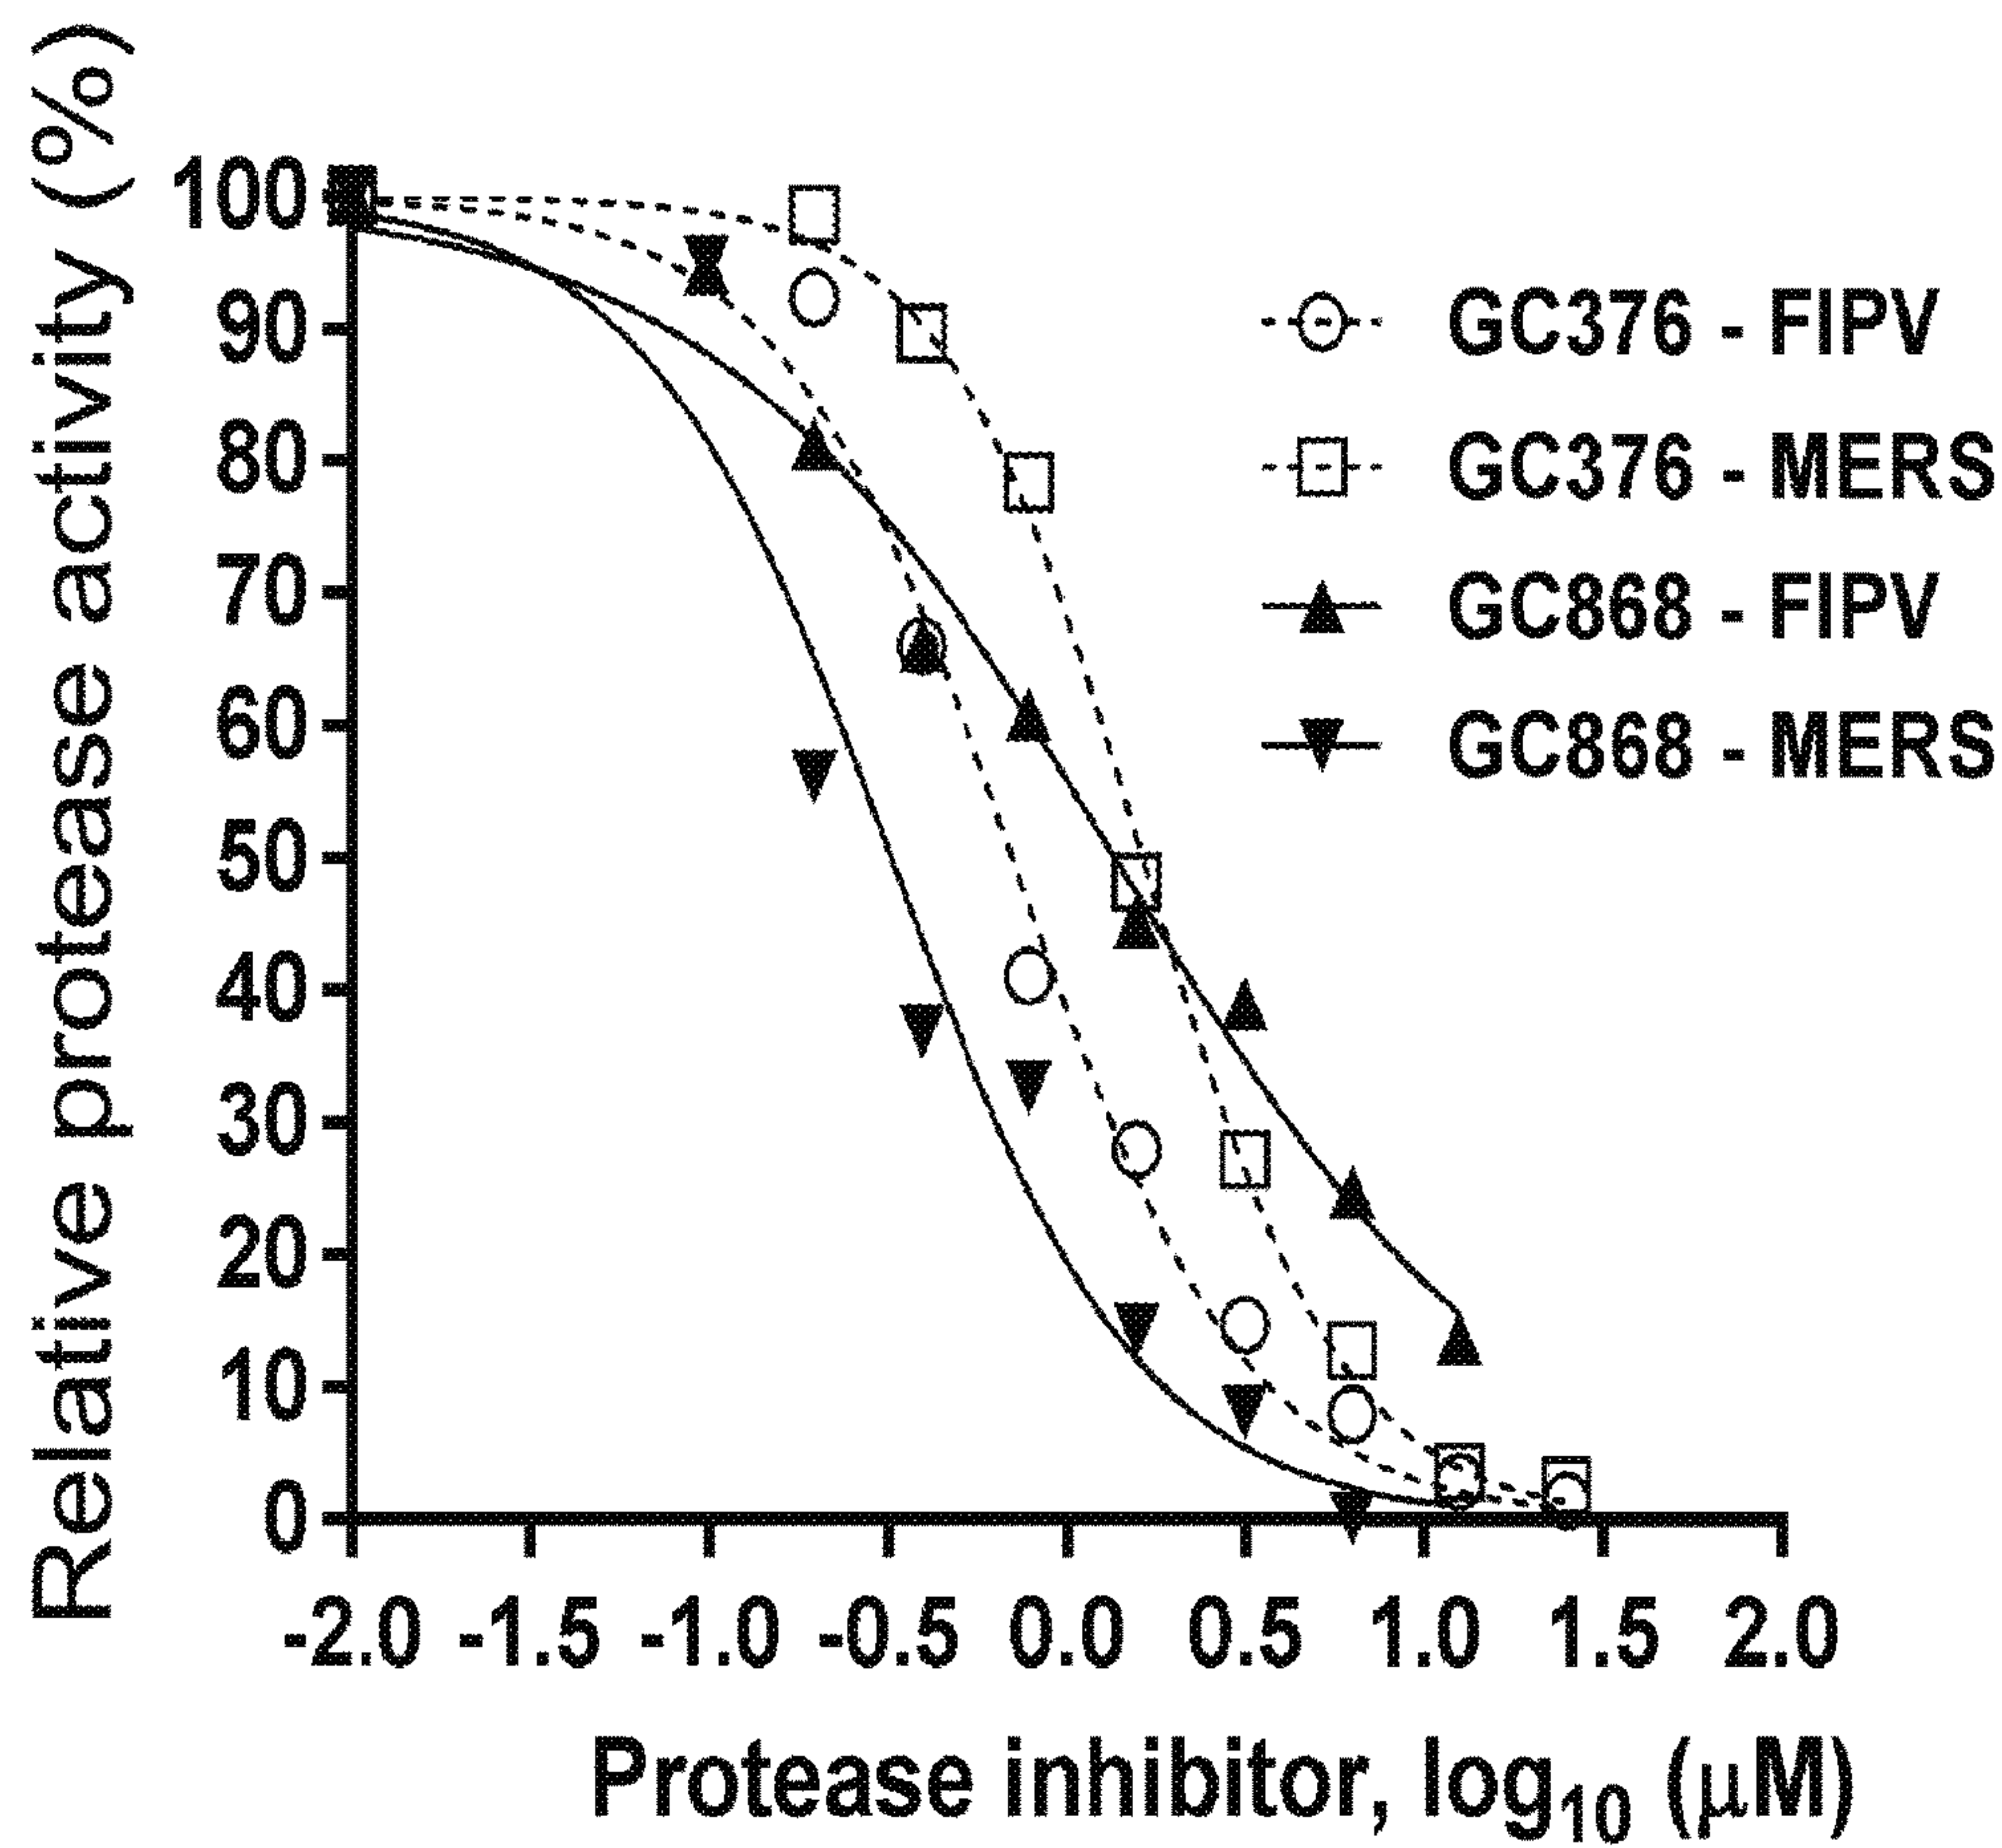 Relative protease activity (%)
100
90
80
70
60
50
40
30
20
10
0
GC376 - FIPV
GC376 - MERS
GC868 - FIPV
GC868 - MERS
-2.0 -1.5 -1.0 -0.5 0.0 0.5 1.0 1.5 2.0
Protease inhibitor, log₁₀ (μM)